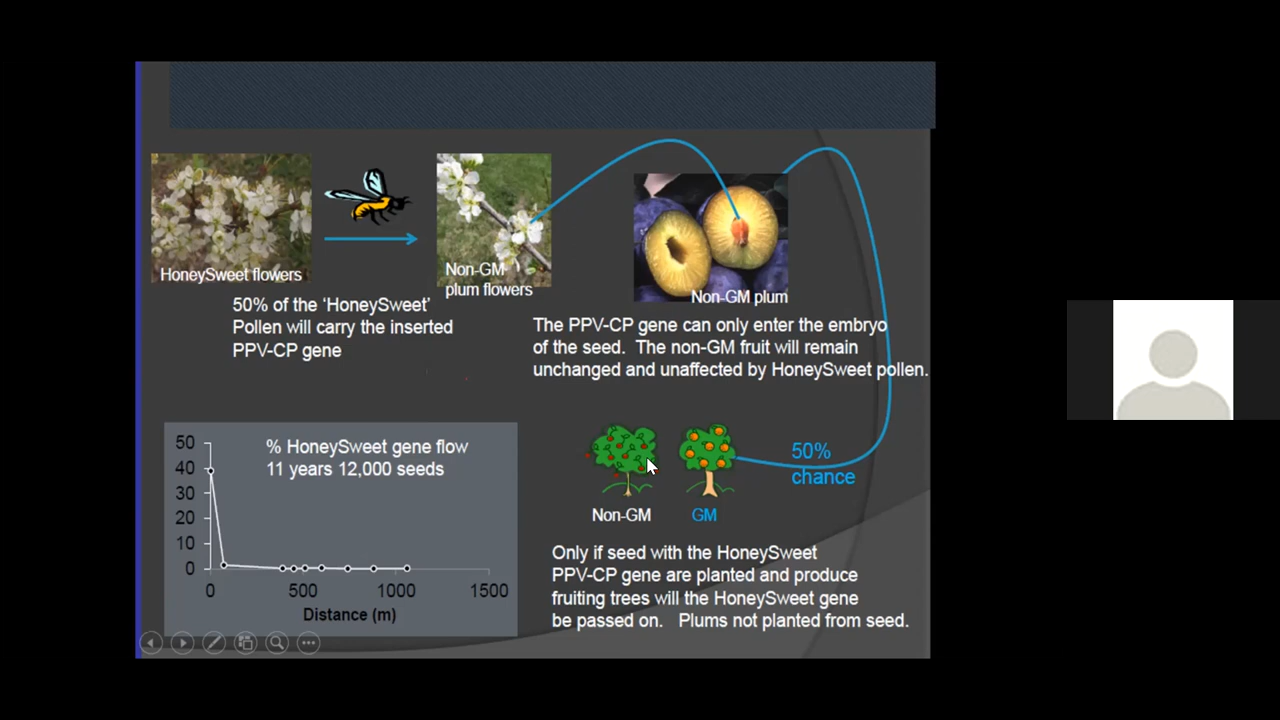 HoneySweet flowers
Non-GM
plum flowers
Non-GM plum
50% of the ‘HoneySweet’
Pollen will carry the inserted
PPV-CP gene
The PPV-CP gene can only enter the embryo
of the seed. The non-GM fruit will remain
unchanged and unaffected by HoneySweet pollen.
% HoneySweet gene flow
11 years 12,000 seeds
50
40
30
20
10
0
0
500
1000
1500
Distance (m)
50%
chance
Non-GM
GM
Only if seed with the HoneySweet
PPV-CP gene are planted and produce
fruiting trees will the HoneySweet gene
be passed on. Plums not planted from seed.